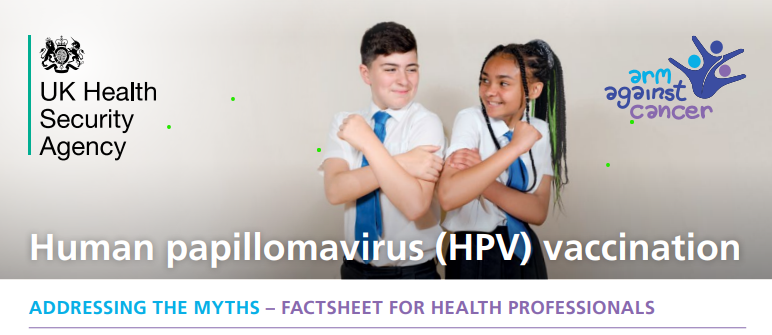 UK Health
Security
Agency
arm
against
cancer
Human papillomavirus (HPV) vaccination
ADDRESSING THE MYTHS – FACTSHEET FOR HEALTH PROFESSIONALS